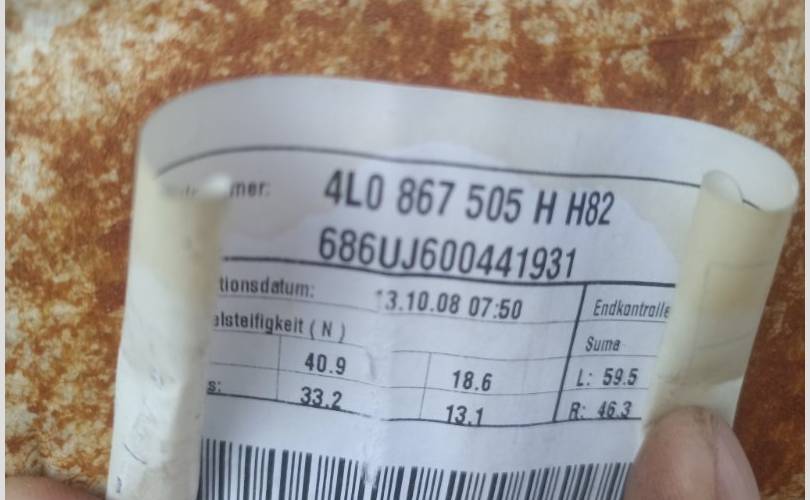 mer: 4L0 867 505 H H82
686UJ600441931
tionsdatum: 13.10.08 07:50 Endkontrolle
elsteifigkeit ( N ) Suma
40.9 18.6 L: 59.5
s: 33.2 13.1 R: 46.3